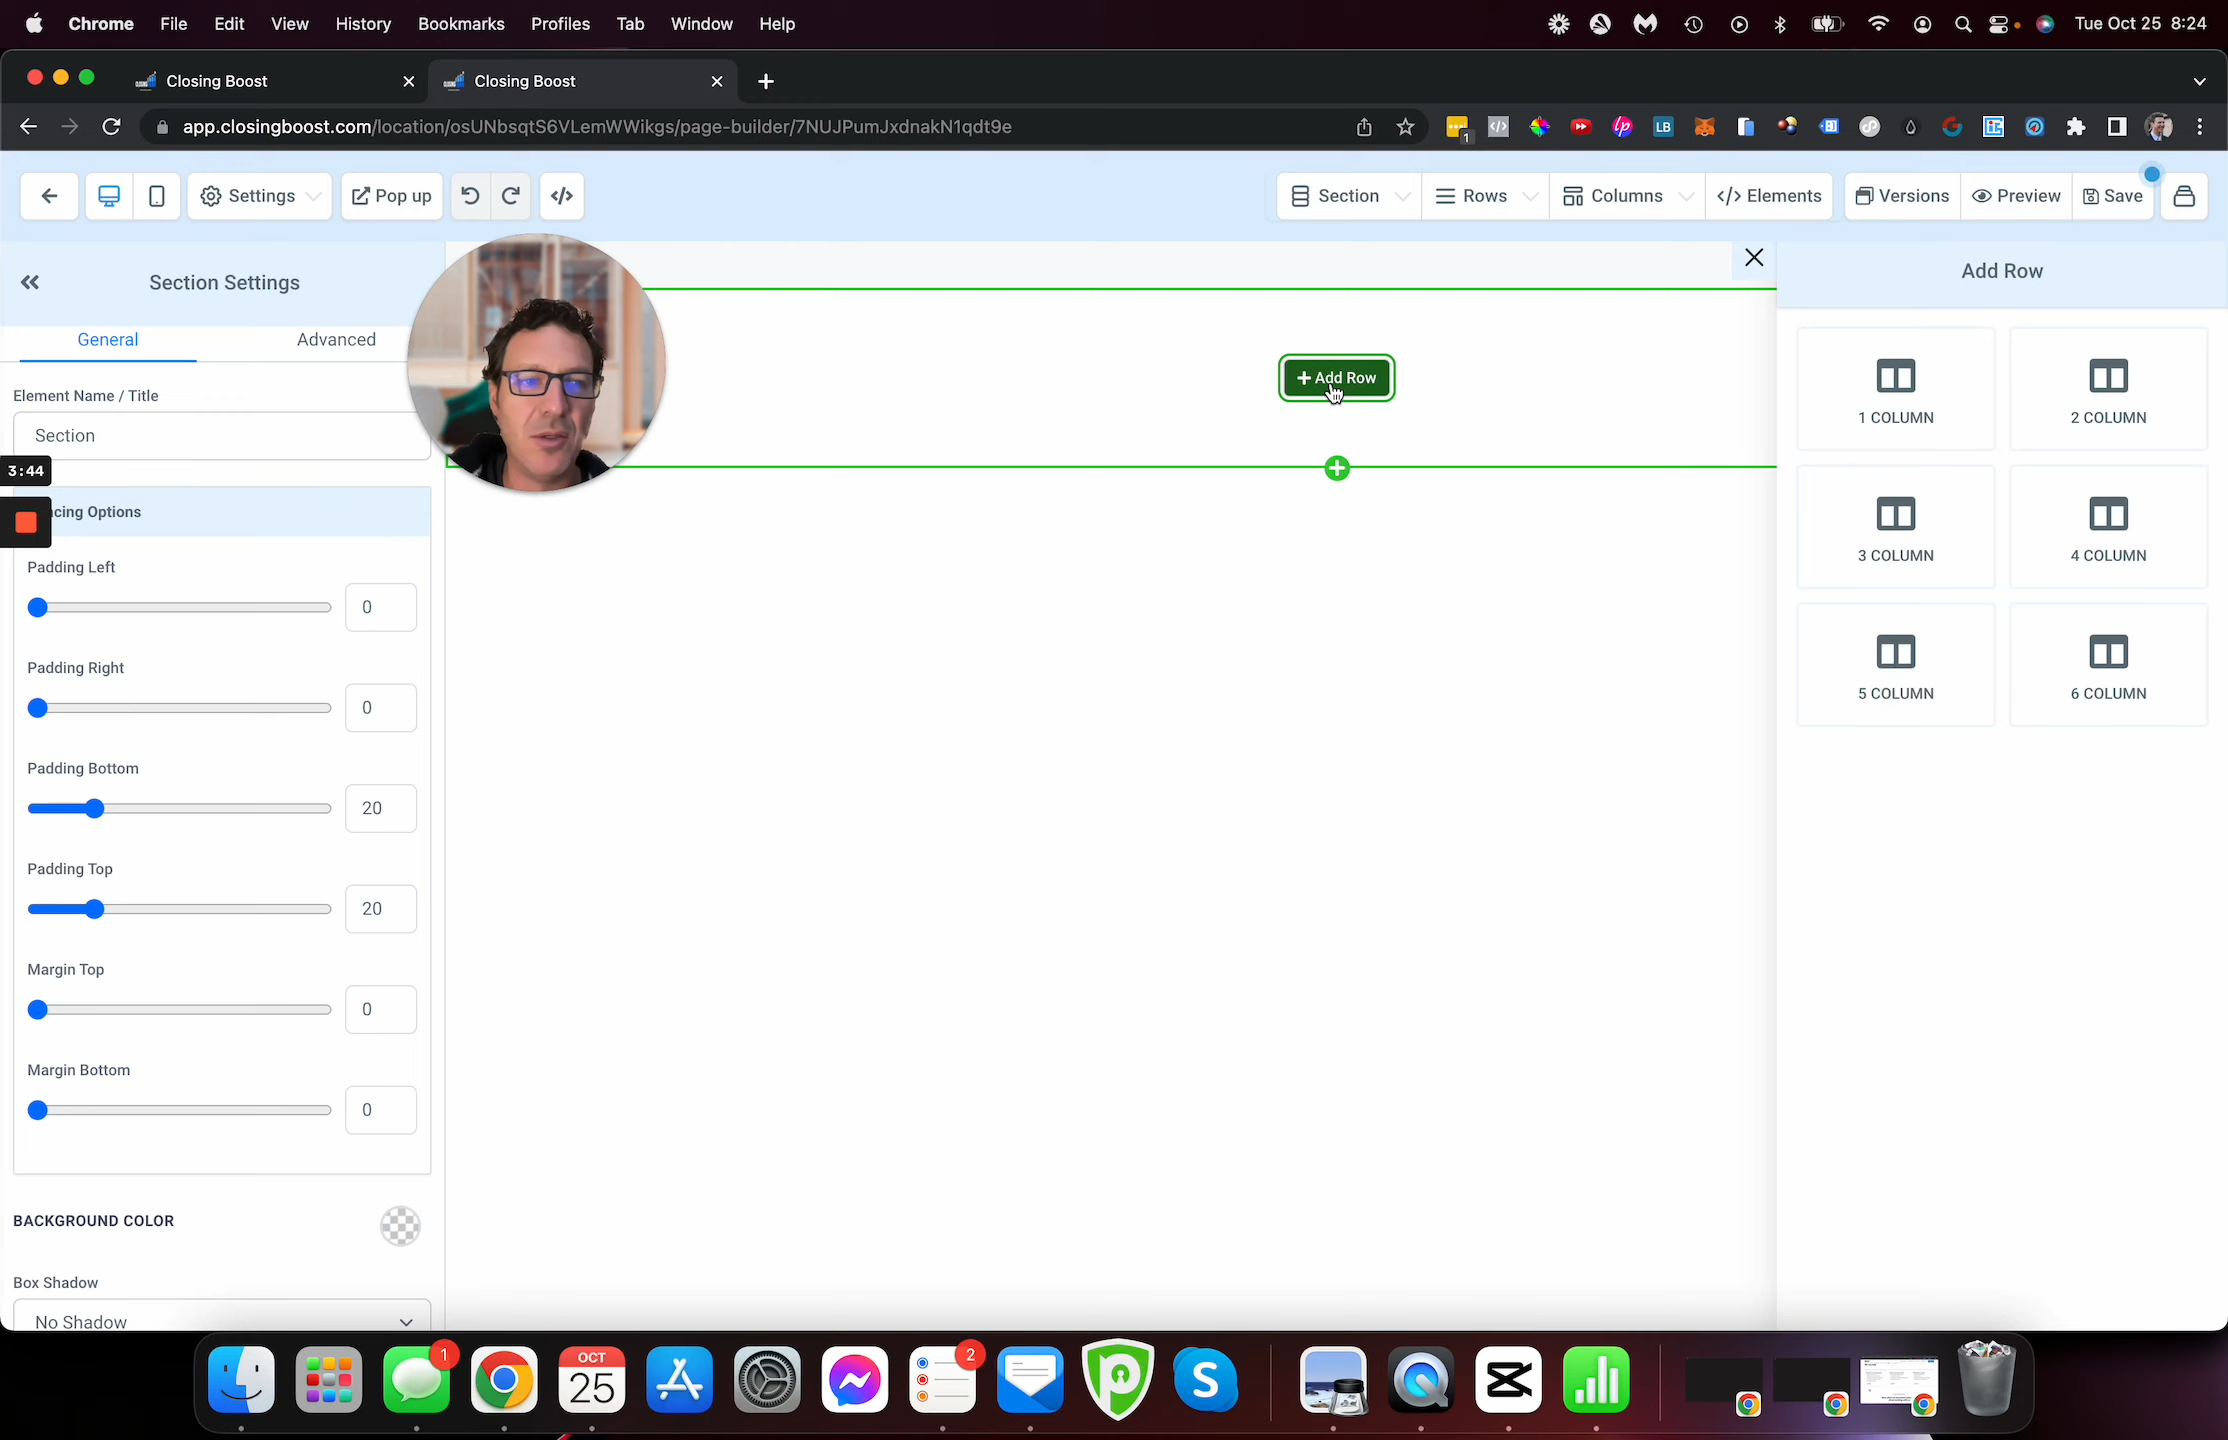 Chrome File Edit View History Bookmarks Profiles Tab Window Help
Tue Oct 25 8:24
Closing Boost
Closing Boost
app.closingboost.com/location/osUNbsqtS6VLemWWikgs/page-builder/7NUJPumJxdnakN1qdt9e
1
LB
Settings
Pop up
Section
Rows
Columns
</> Elements
Versions
Preview
Save
Section Settings
General
Advanced
Element Name / Title
Section
3:44
cing Options
Padding Left
0
Padding Right
0
Padding Bottom
20
Padding Top
20
Margin Top
0
Margin Bottom
0
BACKGROUND COLOR
Box Shadow
No Shadow
+ Add Row
Add Row
1 COLUMN
2 COLUMN
3 COLUMN
4 COLUMN
5 COLUMN
6 COLUMN
1
OCT
25
2